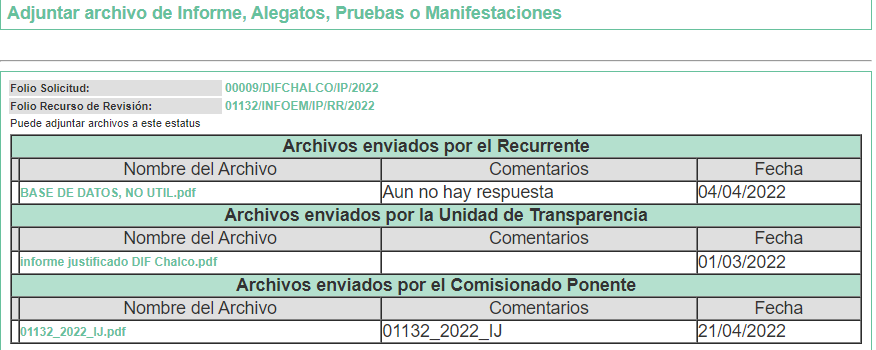 Adjuntar archivo de Informe, Alegatos, Pruebas o Manifestaciones
Folio Solicitud: 00009/DIFCHALCO/IP/2022
Folio Recurso de Revisión: 01132/INFOEM/IP/RR/2022
Puede adjuntar archivos a este estatus
Archivos enviados por el Recurrente
Nombre del Archivo Comentarios Fecha
BASE DE DATOS, NO UTIL.pdf Aun no hay respuesta 04/04/2022
Archivos enviados por la Unidad de Transparencia
Nombre del Archivo Comentarios Fecha
informe justificado DIF Chalco.pdf 01/03/2022
Archivos enviados por el Comisionado Ponente
Nombre del Archivo Comentarios Fecha
01132_2022_IJ.pdf 01132_2022_IJ 21/04/2022